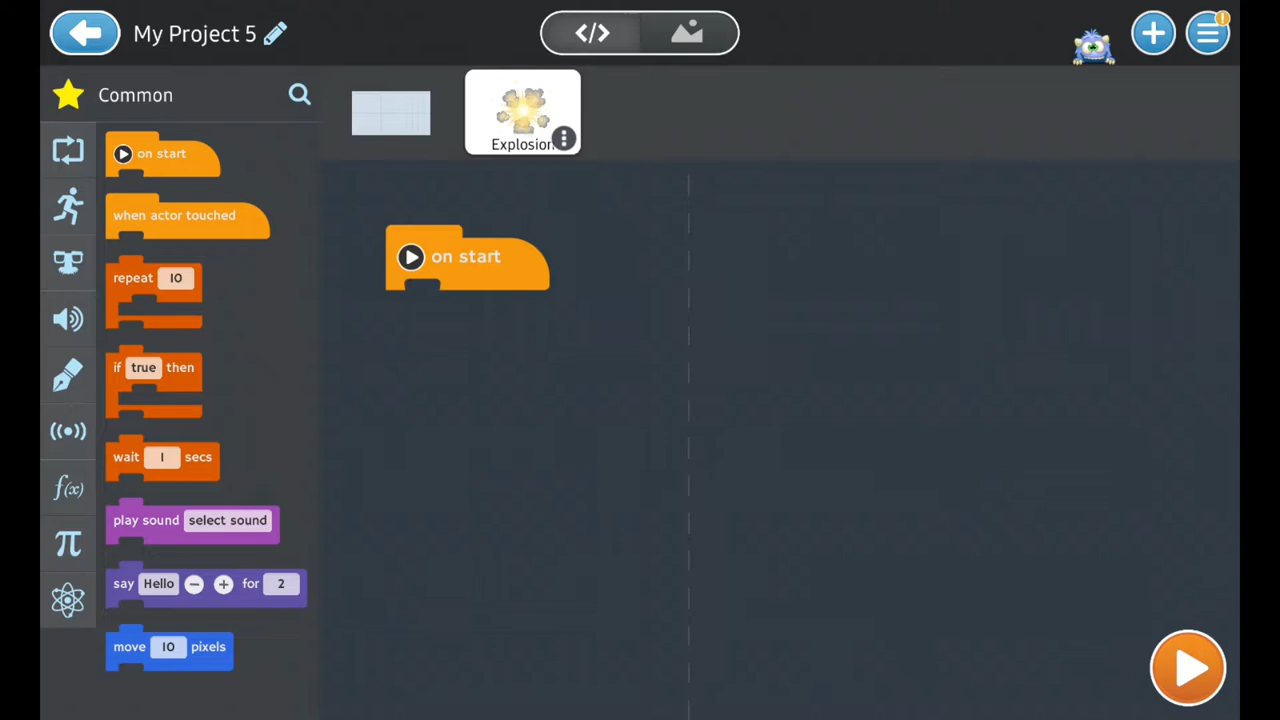 My Project 5
</>
Common
Explosion
on start
when actor touched
repeat 10
if true then
wait 1 secs
play sound select sound
say Hello − + for 2
move 10 pixels
f(x)
π
on start